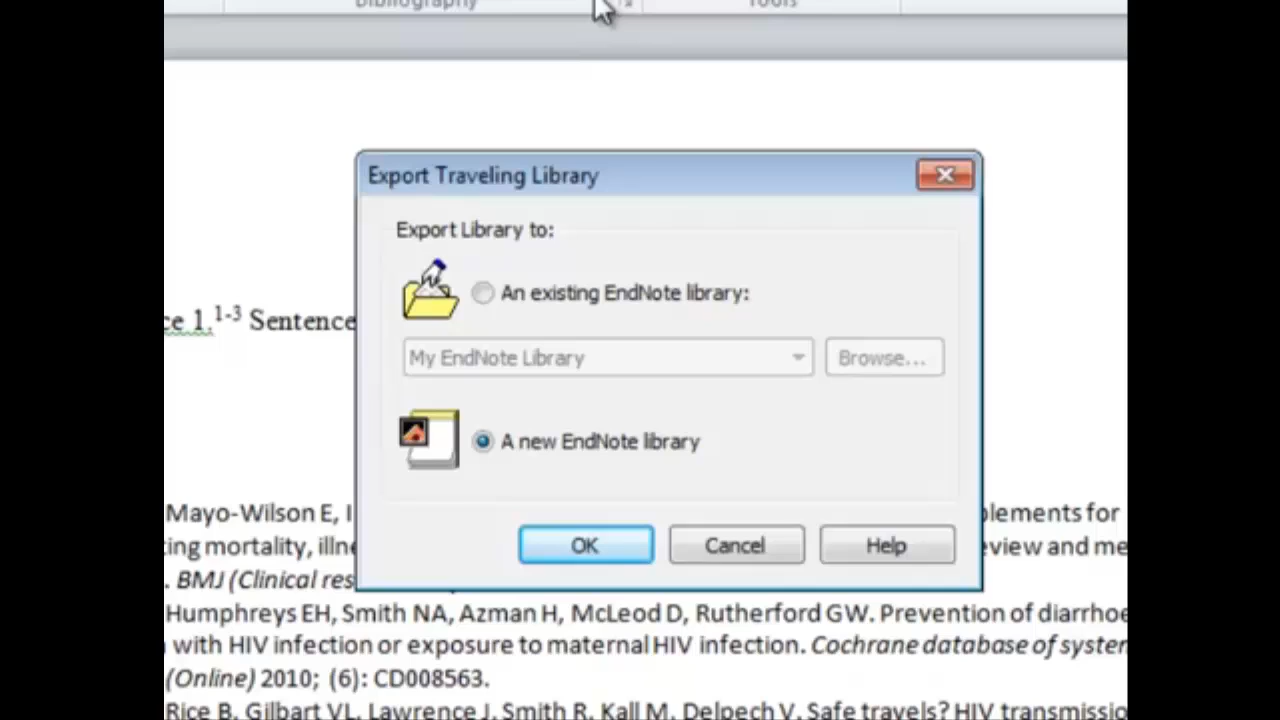 Bibliography Tools
Export Traveling Library
Export Library to:
An existing EndNote library:
ce 1.1-3 Sentence
My EndNote Library Browse...
A new EndNote library
Mayo-Wilson E, I plements for
ting mortality, illne eview and me
. BMJ (Clinical res
OK Cancel Help
Humphreys EH, Smith NA, Azman H, McLeod D, Rutherford GW. Prevention of diarrhoe
with HIV infection or exposure to maternal HIV infection. Cochrane database of system
(Online) 2010; (6): CD008563.
Rice B, Gilbart VL, Lawrence J, Smith R, Kall M, Delpech V. Safe travels? HIV transmissio